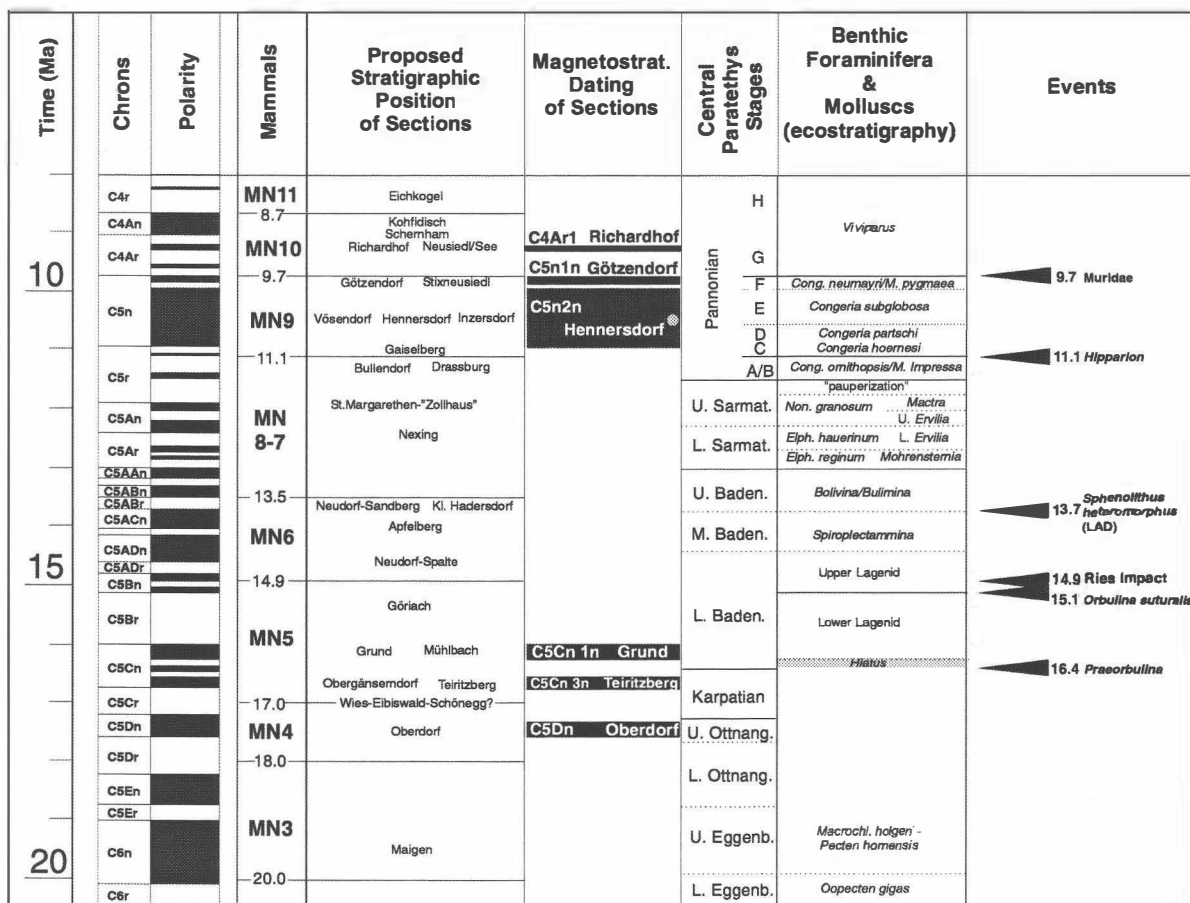 Time (Ma)
Chrons
Polarity
Mammals
Proposed
Stratigraphic
Position
of Sections
Magnetostrat.
Dating
of Sections
Central
Paratethys
Stages
Benthic
Foraminifera
&
Molluscs
(ecostratigraphy)
Events
10
15
20
C4r
C4An
C4Ar
C5n
C5r
C5An
C5Ar
C5AAn
C5ABn
C5ABr
C5ACn
C5ADn
C5ADr
C5Bn
C5Br
C5Cn
C5Cr
C5Dn
C5Dr
C5En
C5Er
C6n
C6r
MN11
8.7
MN10
9.7
MN9
11.1
MN
8-7
13.5
MN6
14.9
MN5
17.0
MN4
18.0
MN3
20.0
Eichkogel
Kohfidisch
Schernham
Richardhof Neusiedl/See
Götzendorf Stixneusiedl
Vösendorf Hennersdorf Inzersdorf
Gaiselberg
Bullendorf Drassburg
St.Margarethen-"Zollhaus"
Nexing
Neudorf-Sandberg Kl. Hadersdorf
Apfelberg
Neudorf-Spalte
Göriach
Grund Mühlbach
Obergänserndorf Teiritzberg
Wies-Eibiswald-Schönegg?
Oberdorf
Maigen
C4Ar1 Richardhof
C5n1n Götzendorf
C5n2n
Hennersdorf
C5Cn 1n Grund
C5Cn 3n Teiritzberg
C5Dn Oberdorf
Pannonian
H
G
F
E
D
C
A/B
U. Sarmat.
L. Sarmat.
U. Baden.
M. Baden.
L. Baden.
Karpatian
U. Ottnang.
L. Ottnang.
U. Eggenb.
L. Eggenb.
Viviparus
Cong. neumayri/M. pygmaea
Congeria subglobosa
Congeria partschi
Congeria hoernesi
Cong. ornithopsis/M. Impressa
"pauperization"
Non. granosum Mactra
U. Ervilia
Elph. hauerinum L. Ervilia
Elph. reginum Mohrensternia
Bolivina/Bulimina
Spiroplectammina
Upper Lagenid
Lower Lagenid
Hiatus
Macrochl. holgeri -
Pecten hornensis
Oopecten gigas
9.7 Muridae
11.1 Hipparion
13.7 Sphenolithus
heteromorphus
(LAD)
14.9 Ries Impact
15.1 Orbulina suturalis
16.4 Praeorbulina